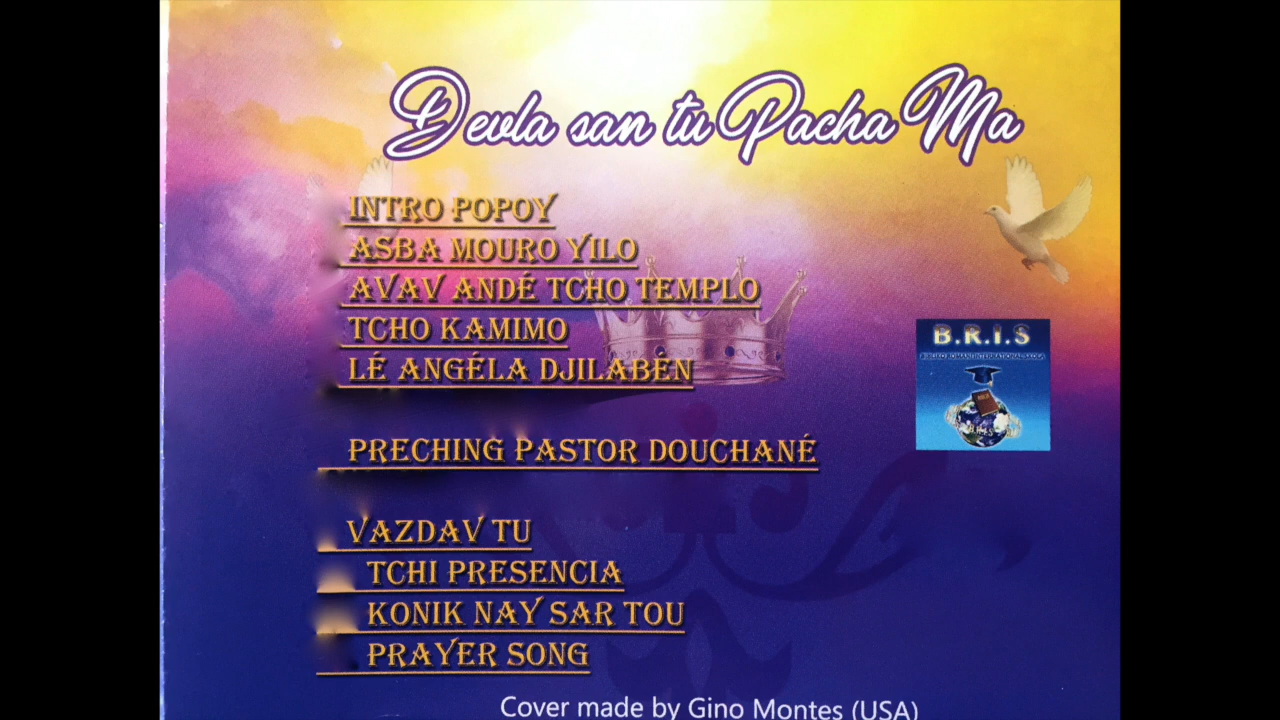 Devla san tu Pacha Ma
INTRO POPOY
ASBA MOURO YILO
AVAV ANDÉ TCHO TEMPLO
TCHO KAMIMO
LÉ ANGÉLA DJILABÉN
B.R.I.S
PRECHING PASTOR DOUCHANÉ
VAZDAV TU
TCHI PRESENCIA
KONIK NAY SAR TOU
PRAYER SONG
Cover made by Gino Montes (USA)